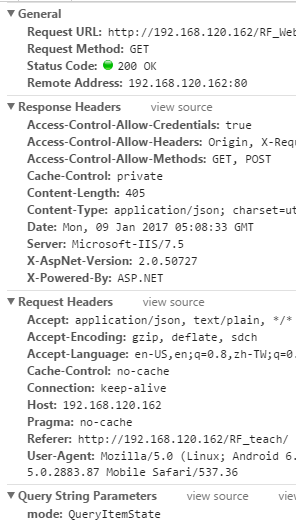 General
Request URL: http://192.168.120.162/RF_Web
Request Method: GET
Status Code: 200 OK
Remote Address: 192.168.120.162:80
Response Headers view source
Access-Control-Allow-Credentials: true
Access-Control-Allow-Headers: Origin, X-Requ
Access-Control-Allow-Methods: GET, POST
Cache-Control: private
Content-Length: 405
Content-Type: application/json; charset=ut
Date: Mon, 09 Jan 2017 05:08:33 GMT
Server: Microsoft-IIS/7.5
X-AspNet-Version: 2.0.50727
X-Powered-By: ASP.NET
Request Headers view source
Accept: application/json, text/plain, */*
Accept-Encoding: gzip, deflate, sdch
Accept-Language: en-US,en;q=0.8,zh-TW;q=0.
Cache-Control: no-cache
Connection: keep-alive
Host: 192.168.120.162
Pragma: no-cache
Referer: http://192.168.120.162/RF_teach/
User-Agent: Mozilla/5.0 (Linux; Android 6.
5.0.2883.87 Mobile Safari/537.36
Query String Parameters view source view
mode: QueryItemState